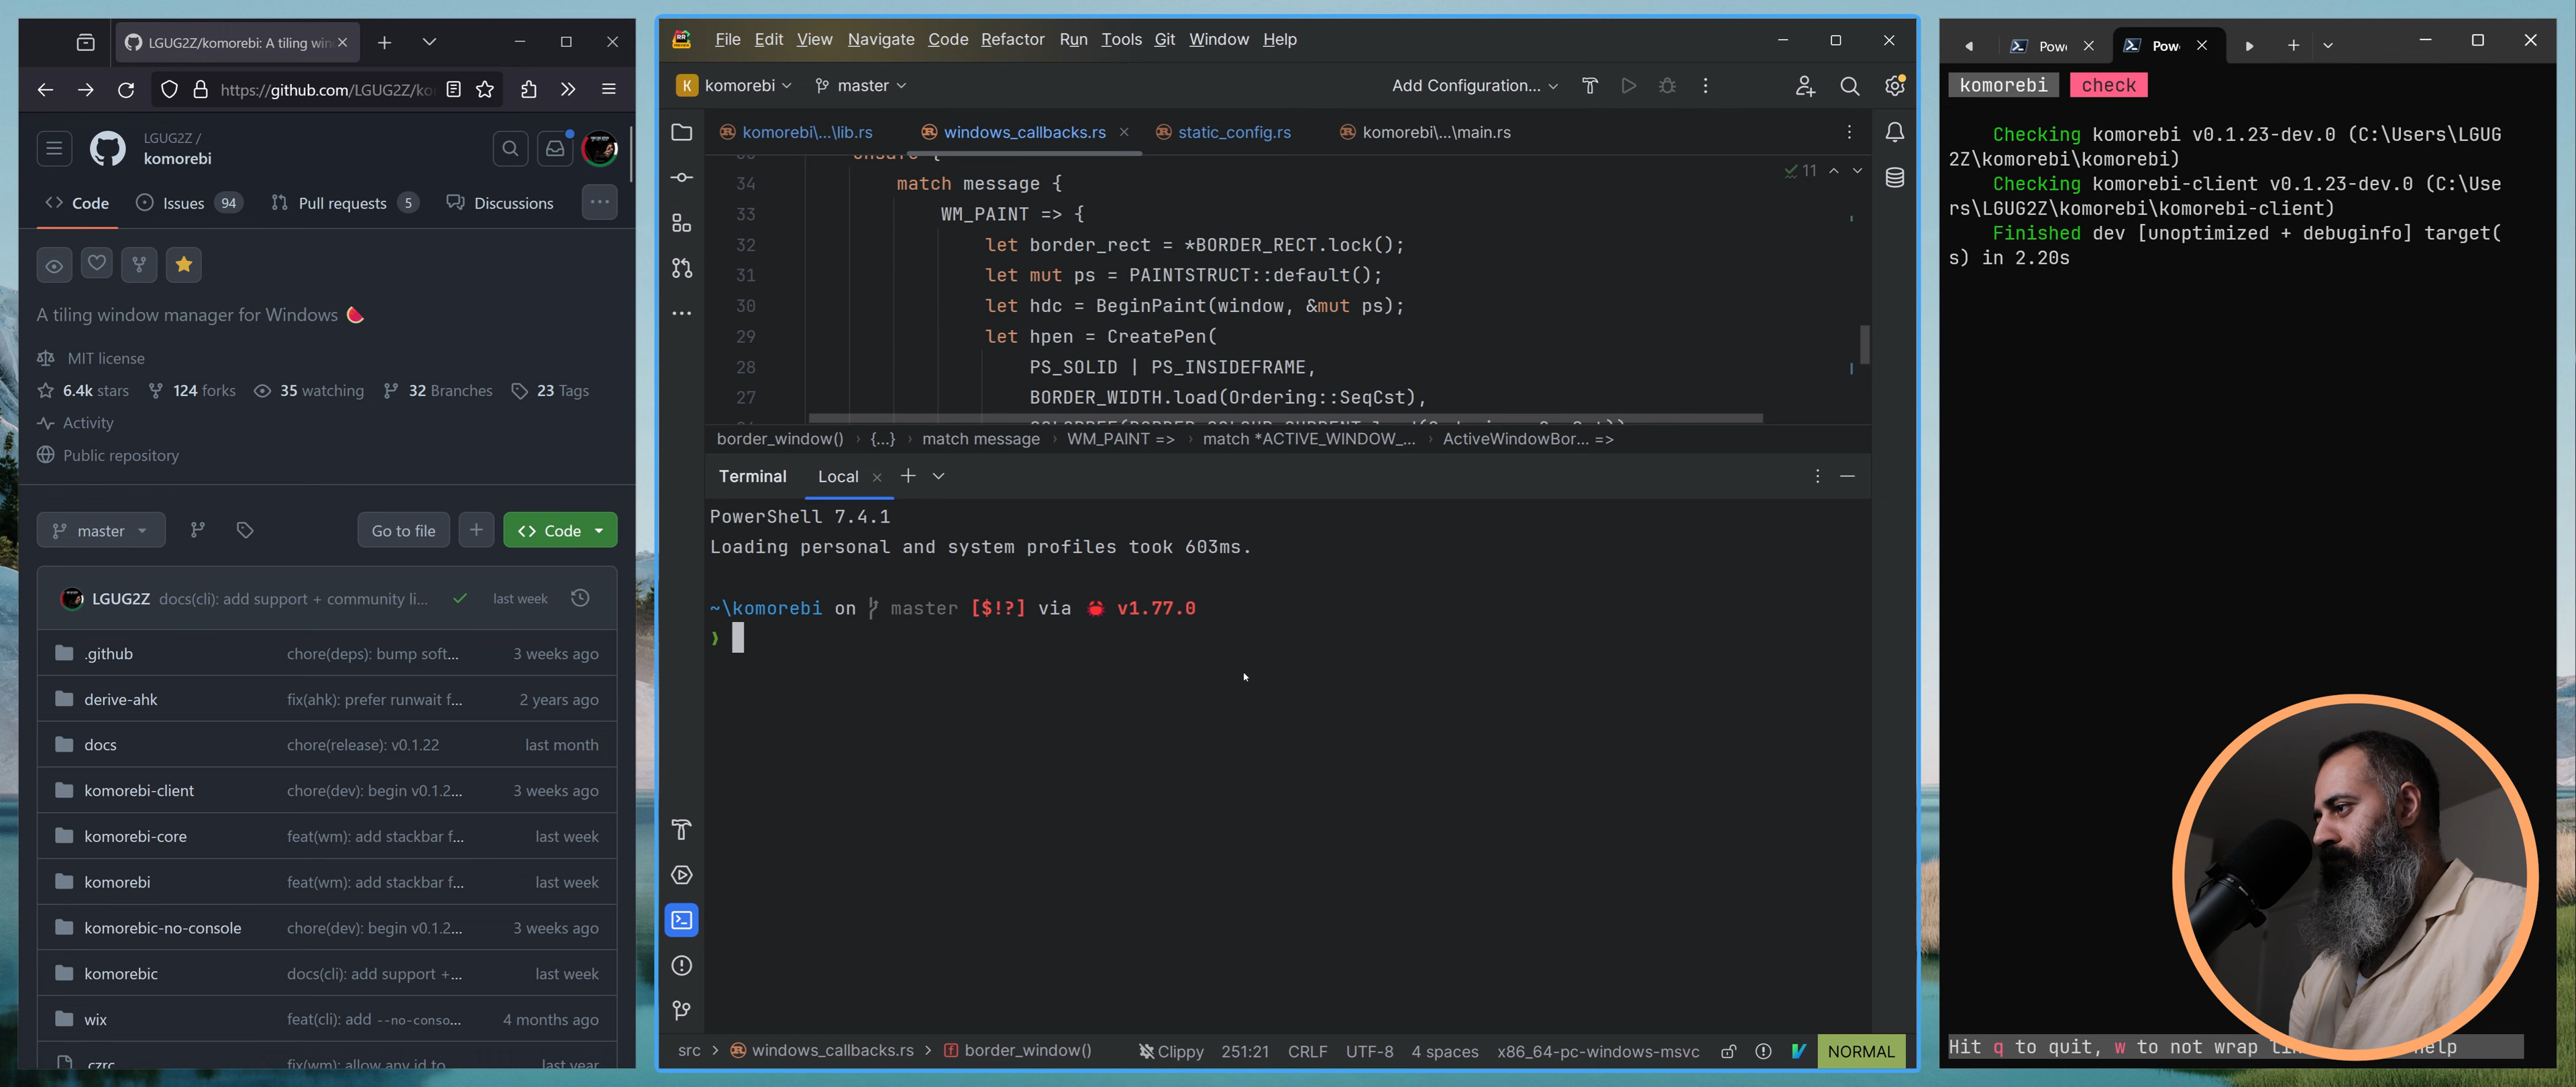 LGUG2Z/komorebi: A tiling win
https://github.com/LGUG2Z/ko
LGUG2Z /
komorebi
Code
Issues 94
Pull requests 5
Discussions
A tiling window manager for Windows 🍉
MIT license
6.4k stars 124 forks 35 watching 32 Branches 23 Tags
Activity
Public repository
master
Go to file
Code
LGUG2Z docs(cli): add support + community li... last week
.github chore(deps): bump soft... 3 weeks ago
derive-ahk fix(ahk): prefer runwait f... 2 years ago
docs chore(release): v0.1.22 last month
komorebi-client chore(dev): begin v0.1.2... 3 weeks ago
komorebi-core feat(wm): add stackbar f... last week
komorebi feat(wm): add stackbar f... last week
komorebic-no-console chore(dev): begin v0.1.2... 3 weeks ago
komorebic docs(cli): add support +... last week
wix feat(cli): add --no-conso... 4 months ago
.czrc fix(wm): allow any id to last year
File Edit View Navigate Code Refactor Run Tools Git Window Help
K komorebi master Add Configuration...
komorebi\...\lib.rs windows_callbacks.rs static_config.rs komorebi\...\main.rs
11
34 match message {
33 WM_PAINT => {
32 let border_rect = *BORDER_RECT.lock();
31 let mut ps = PAINTSTRUCT::default();
30 let hdc = BeginPaint(window, &mut ps);
29 let hpen = CreatePen(
28 PS_SOLID | PS_INSIDEFRAME,
27 BORDER_WIDTH.load(Ordering::SeqCst),
border_window() › {...} › match message › WM_PAINT => › match *ACTIVE_WINDOW_... › ActiveWindowBor... =>
Terminal Local
PowerShell 7.4.1
Loading personal and system profiles took 603ms.
~\komorebi on master [$!?] via 🦀 v1.77.0
❯
src › windows_callbacks.rs › border_window() Clippy 251:21 CRLF UTF-8 4 spaces x86_64-pc-windows-msvc NORMAL
Pow Pow
komorebi check
Checking komorebi v0.1.23-dev.0 (C:\Users\LGUG
2Z\komorebi\komorebi)
Checking komorebi-client v0.1.23-dev.0 (C:\Use
rs\LGUG2Z\komorebi\komorebi-client)
Finished dev [unoptimized + debuginfo] target(
s) in 2.20s
Hit q to quit, w to not wrap